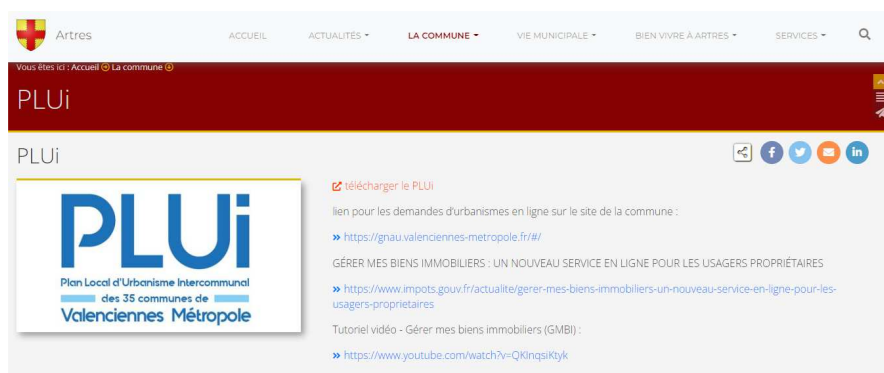 Artres
ACCUEIL
ACTUALITÉS
LA COMMUNE
VIE MUNICIPALE
BIEN VIVRE À ARTRES
SERVICES
Vous êtes ici : Accueil La commune
PLUi
PLUi
PLUi
Plan Local d'Urbanisme Intercommunal
des 35 communes de
Valenciennes Métropole
télécharger le PLUi
lien pour les demandes d'urbanismes en ligne sur le site de la commune :
» https://gnau.valenciennes-metropole.fr/#/
GÉRER MES BIENS IMMOBILIERS : UN NOUVEAU SERVICE EN LIGNE POUR LES USAGERS PROPRIÉTAIRES
» https://www.impots.gouv.fr/actualite/gerer-mes-biens-immobiliers-un-nouveau-service-en-ligne-pour-les-
usagers-proprietaires
Tutoriel vidéo - Gérer mes biens immobiliers (GMBI) :
» https://www.youtube.com/watch?v=QKInqsiKtyk